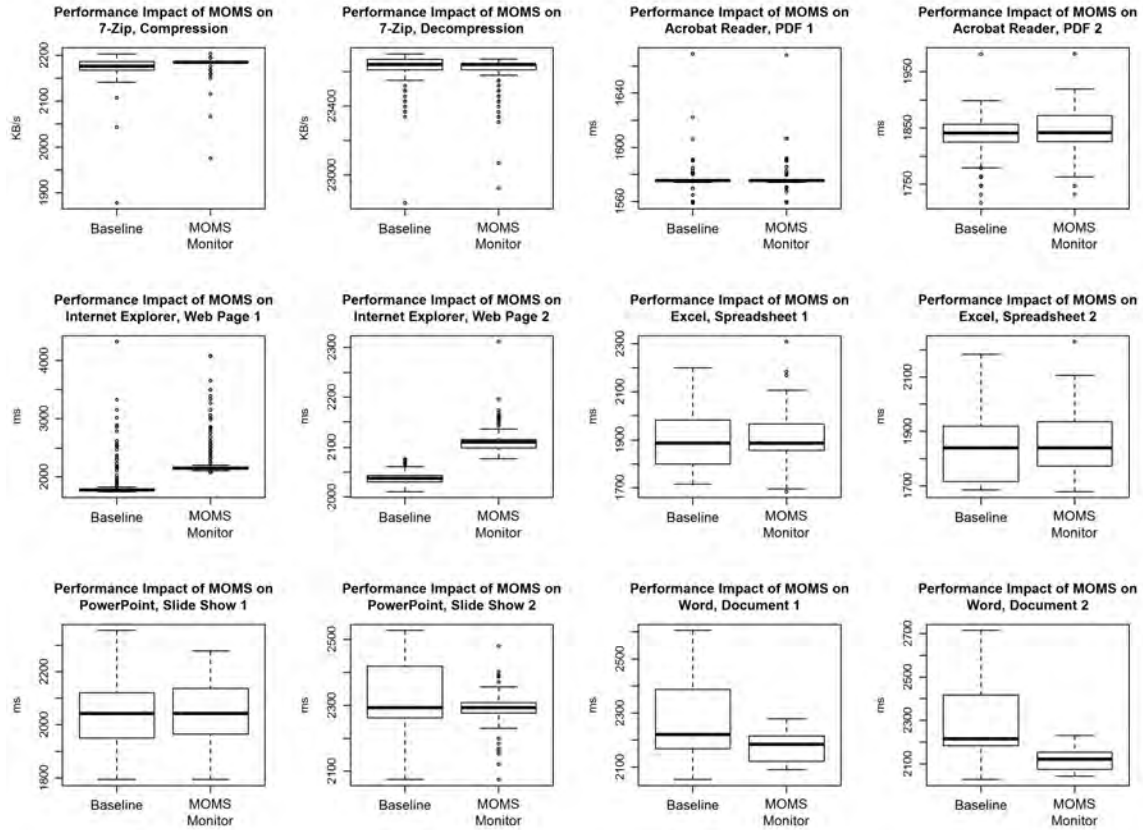 Performance Impact of MOMS on
7-Zip, Compression
KB/s
2200
2100
2000
1900
Baseline
MOMS
Monitor
Performance Impact of MOMS on
7-Zip, Decompression
KB/s
23400
23000
Baseline
MOMS
Monitor
Performance Impact of MOMS on
Acrobat Reader, PDF 1
ms
1640
1600
1560
Baseline
MOMS
Monitor
Performance Impact of MOMS on
Acrobat Reader, PDF 2
ms
1950
1850
1750
Baseline
MOMS
Monitor
Performance Impact of MOMS on
Internet Explorer, Web Page 1
ms
4000
3000
2000
Baseline
MOMS
Monitor
Performance Impact of MOMS on
Internet Explorer, Web Page 2
ms
2300
2200
2100
2000
Baseline
MOMS
Monitor
Performance Impact of MOMS on
Excel, Spreadsheet 1
ms
2300
2100
1900
1700
Baseline
MOMS
Monitor
Performance Impact of MOMS on
Excel, Spreadsheet 2
ms
2100
1900
1700
Baseline
MOMS
Monitor
Performance Impact of MOMS on
PowerPoint, Slide Show 1
ms
2200
2000
1800
Baseline
MOMS
Monitor
Performance Impact of MOMS on
PowerPoint, Slide Show 2
ms
2500
2300
2100
Baseline
MOMS
Monitor
Performance Impact of MOMS on
Word, Document 1
ms
2500
2300
2100
Baseline
MOMS
Monitor
Performance Impact of MOMS on
Word, Document 2
ms
2700
2500
2300
2100
Baseline
MOMS
Monitor